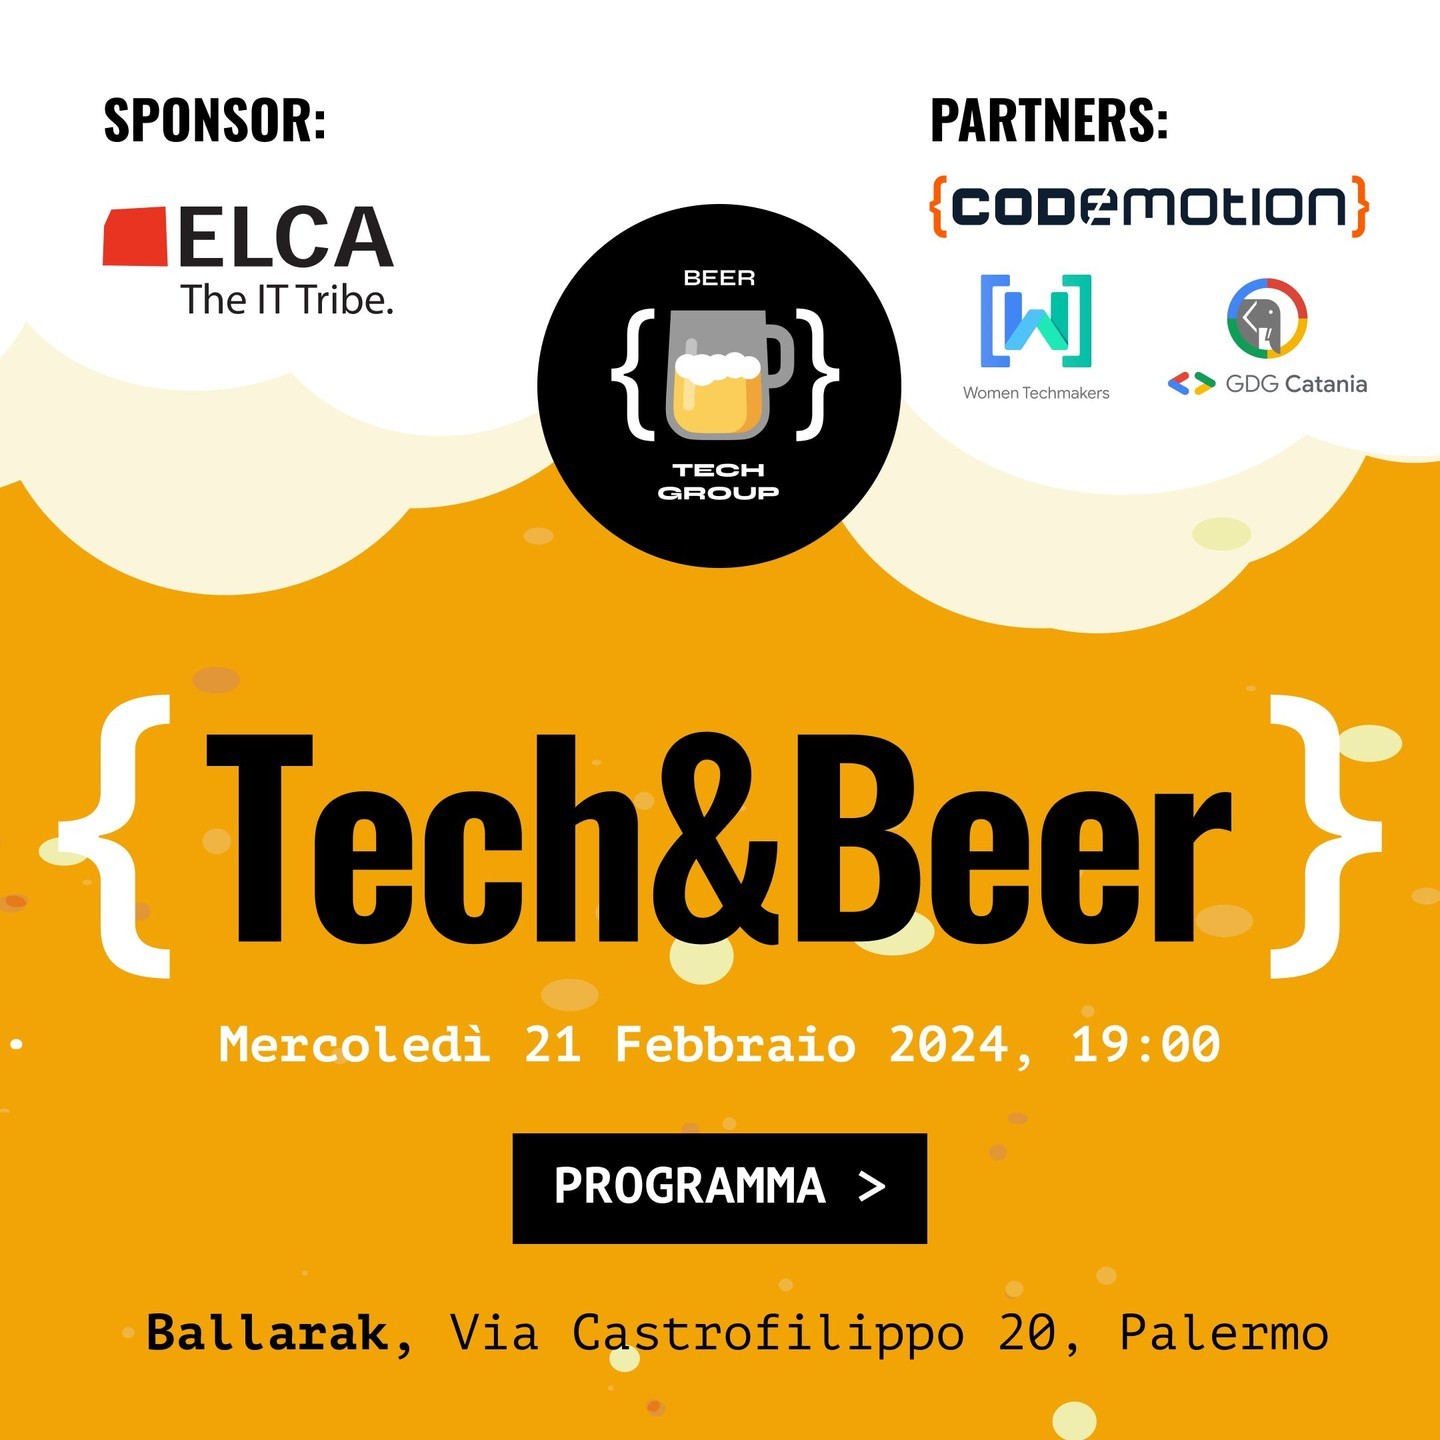 SPONSOR:
ELCA
The IT Tribe.
PARTNERS:
{CODEMOTION}
[W]
Women Techmakers
<> GDG Catania
BEER
{ }
TECH
GROUP
{Tech&Beer}
Mercoledì 21 Febbraio 2024, 19:00
PROGRAMMA >
Ballarak, Via Castrofilippo 20, Palermo